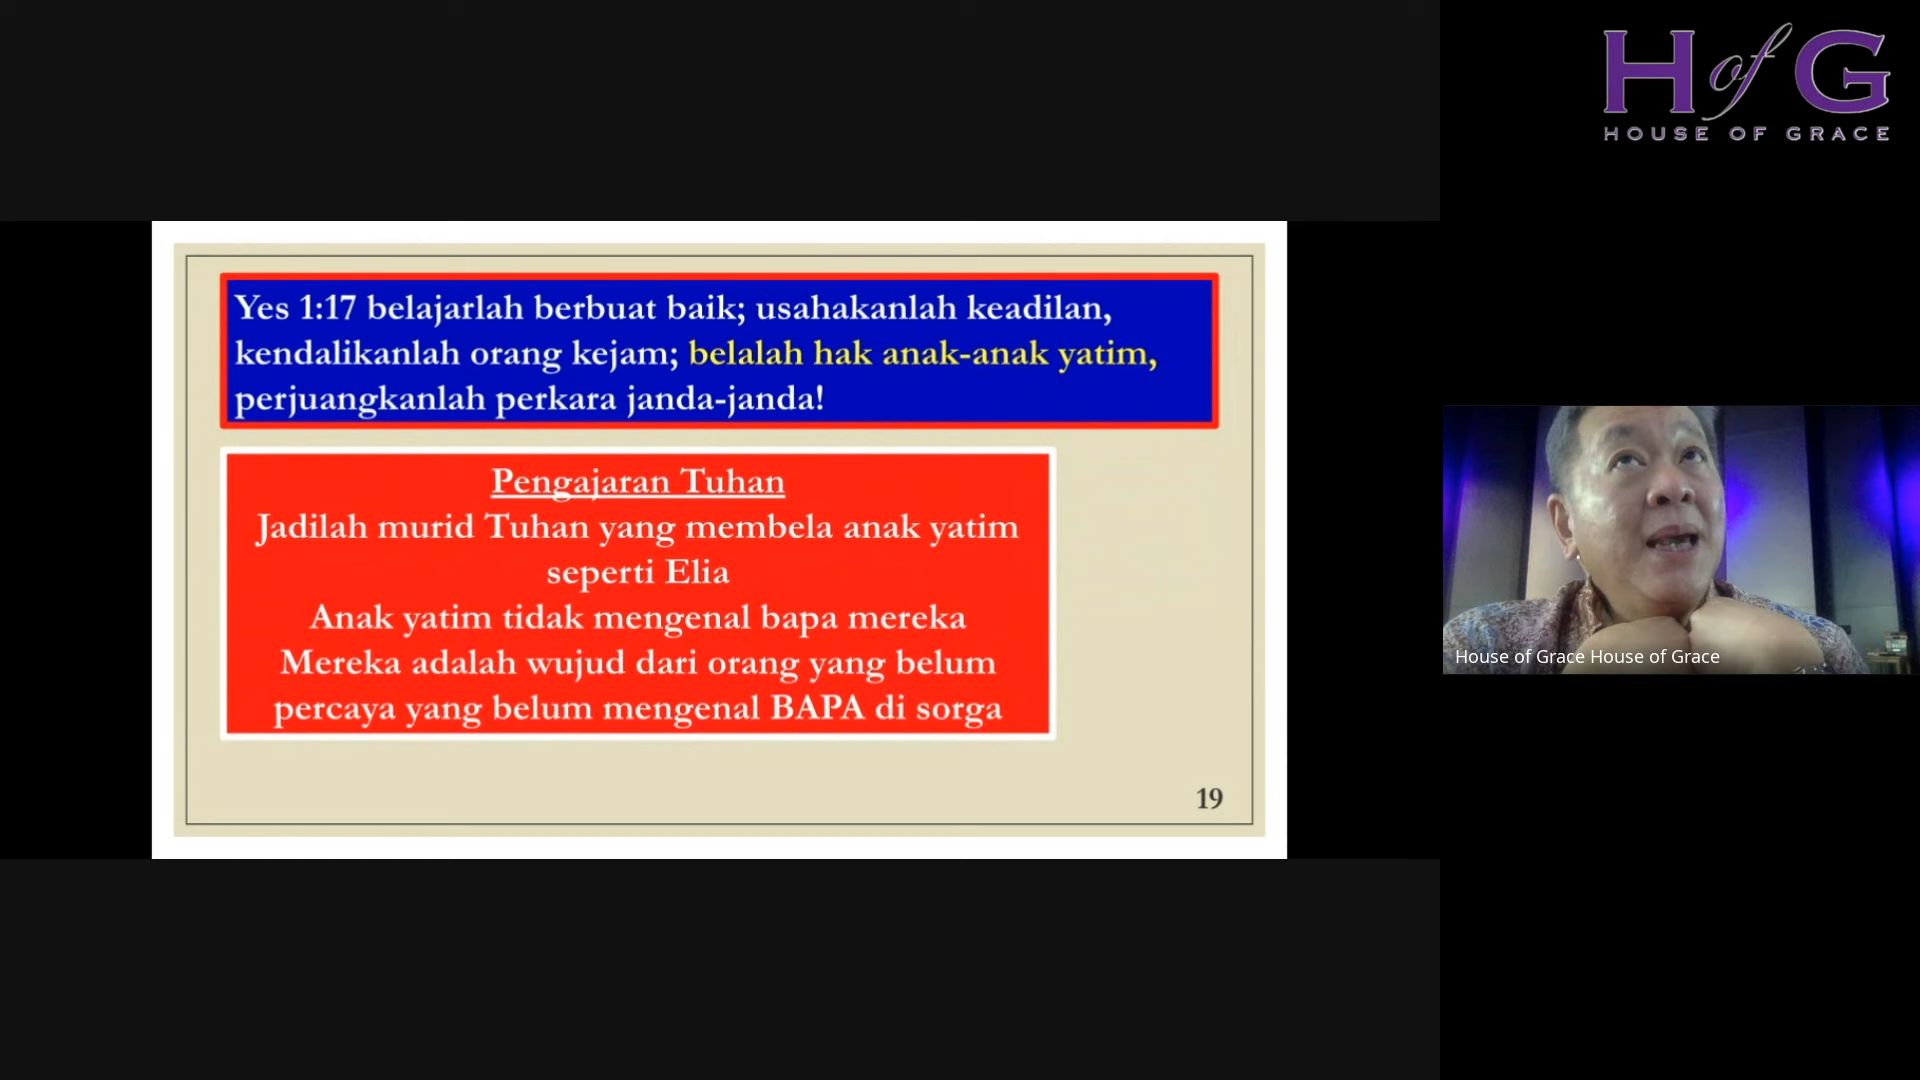 H of G
HOUSE OF GRACE
Yes 1:17 belajarlah berbuat baik; usahakanlah keadilan,
kendalikanlah orang kejam; belalah hak anak-anak yatim,
perjuangkanlah perkara janda-janda!
Pengajaran Tuhan
Jadilah murid Tuhan yang membela anak yatim
seperti Elia
Anak yatim tidak mengenal bapa mereka
Mereka adalah wujud dari orang yang belum
percaya yang belum mengenal BAPA di sorga
19
House of Grace House of Grace